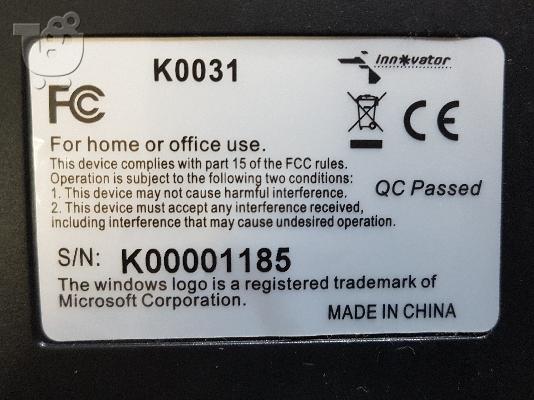 K0031
inn*vator
FC
CE
For home or office use.
This device complies with part 15 of the FCC rules.
Operation is subject to the following two conditions:
1. This device may not cause harmful interference.
2. This device must accept any interference received,
including interference that may cause undesired operation.
QC Passed
S/N: K00001185
The windows logo is a registered trademark of
Microsoft Corporation.
MADE IN CHINA